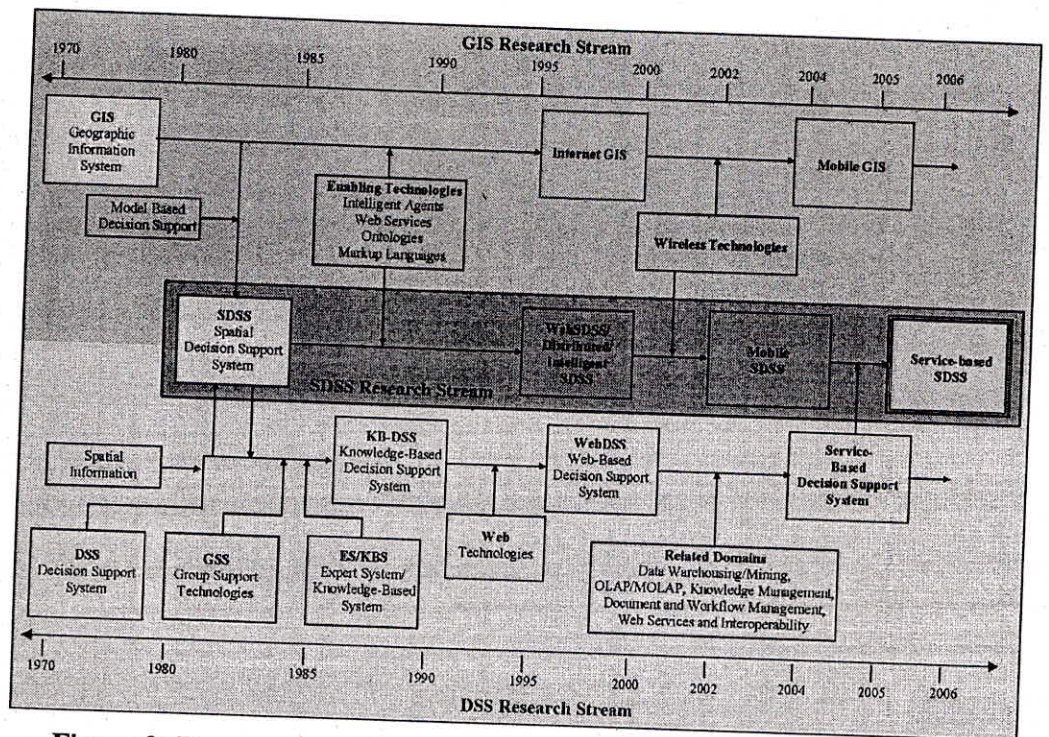 GIS Research Stream
1970
1980
1985
1990
1995
2000
2002
2004
2005
2006
GIS
Geographic
Information
System
Internet GIS
Mobile GIS
Model Based
Decision Support
Enabling Technologies
Intelligent Agents
Web Services
Ontologies
Markup Languages
Wireless Technologies
SDSS
Spatial
Decision Support
System
WebSDSS/
Distributed/
Intelligent
SDSS
Mobile
SDSS
Service-based
SDSS
SDSS Research Stream
Spatial
Information
KB-DSS
Knowledge-Based
Decision Support
System
WebDSS
Web-Based
Decision Support
System
Service-
Based
Decision Support
System
DSS
Decision Support
System
GSS
Group Support
Technologies
ES/KBS
Expert System/
Knowledge-Based
System
Web
Technologies
Related Domains
Data Warehousing/Mining,
OLAP/MOLAP, Knowledge Management,
Document and Workflow Management,
Web Services and Interoperability
1970
1980
1985
1990
1995
2000
2002
2004
2005
2006
DSS Research Stream